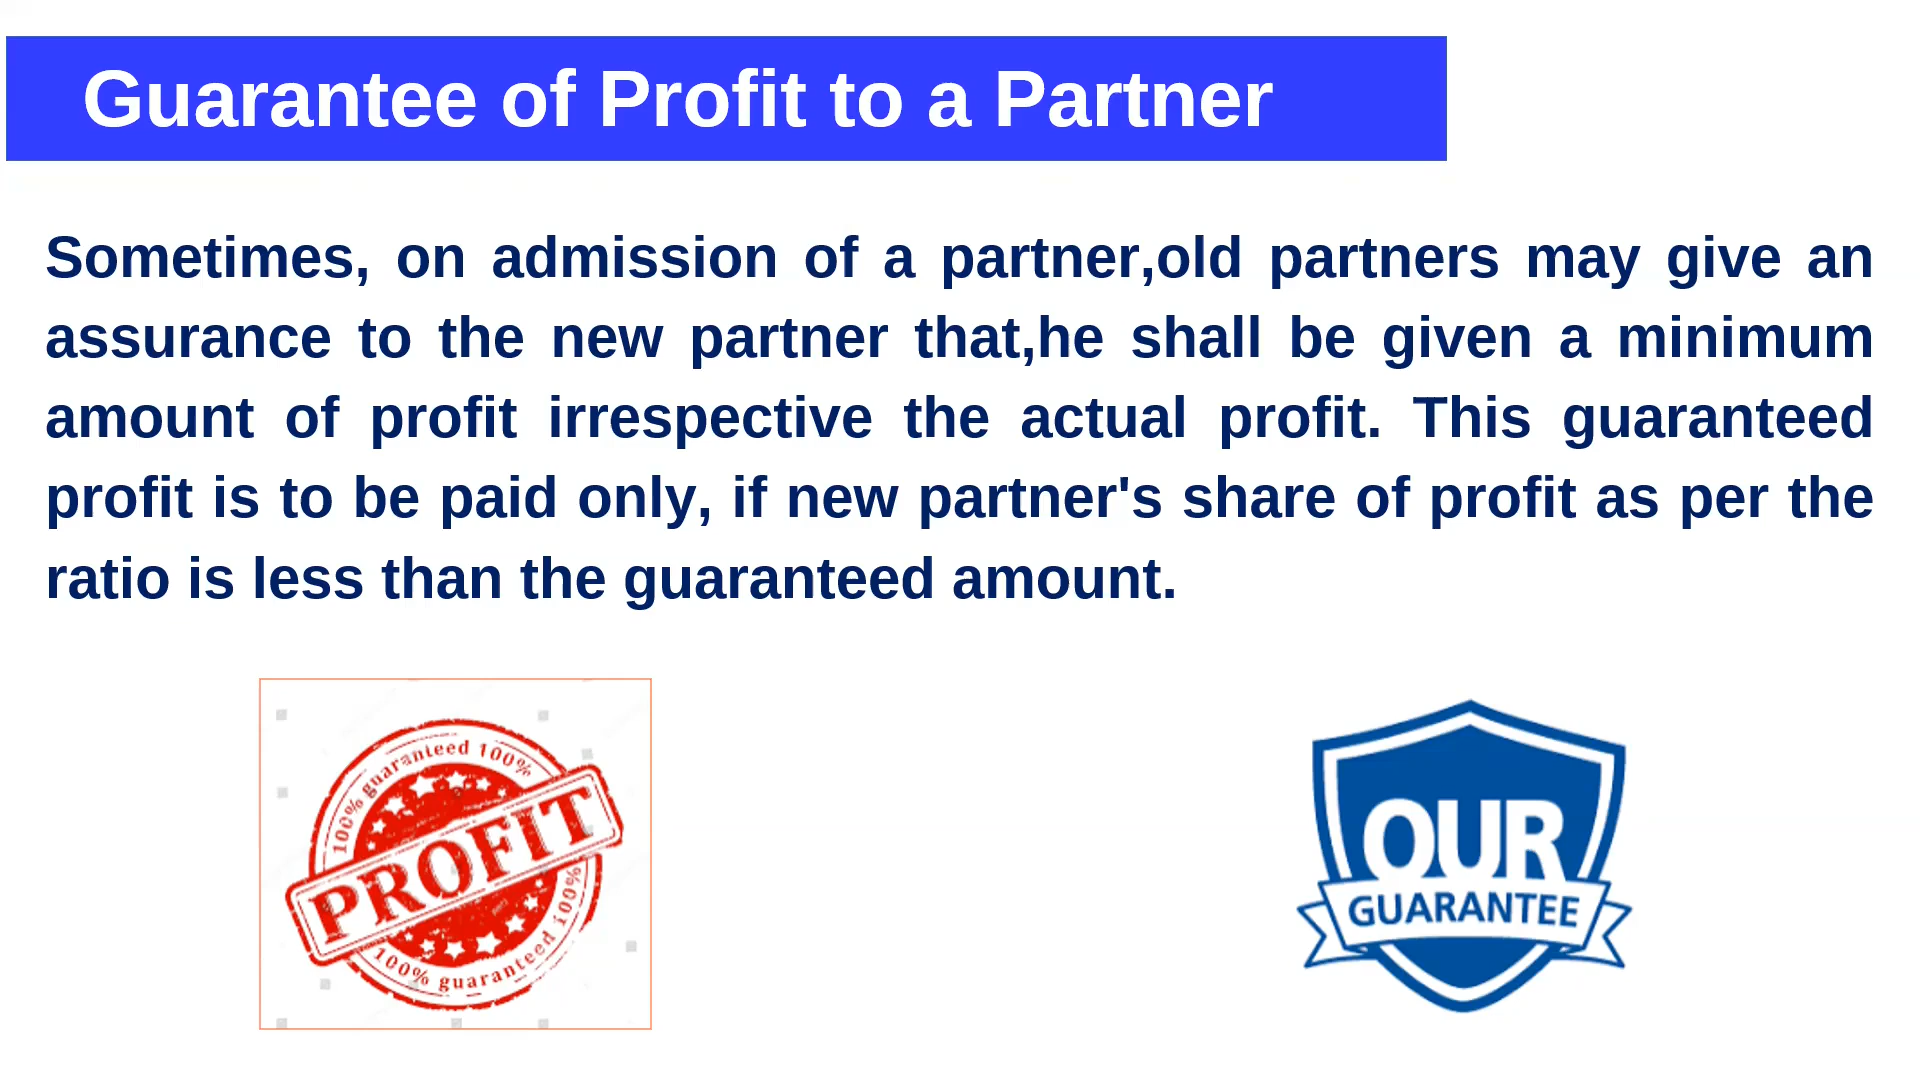 Guarantee of Profit to a Partner
Sometimes, on admission of a partner,old partners may give an
assurance to the new partner that,he shall be given a minimum
amount of profit irrespective the actual profit. This guaranteed
profit is to be paid only, if new partner's share of profit as per the
ratio is less than the guaranteed amount.
100% guaranteed 100%
PROFIT
100% guaranteed 100%
OUR
GUARANTEE